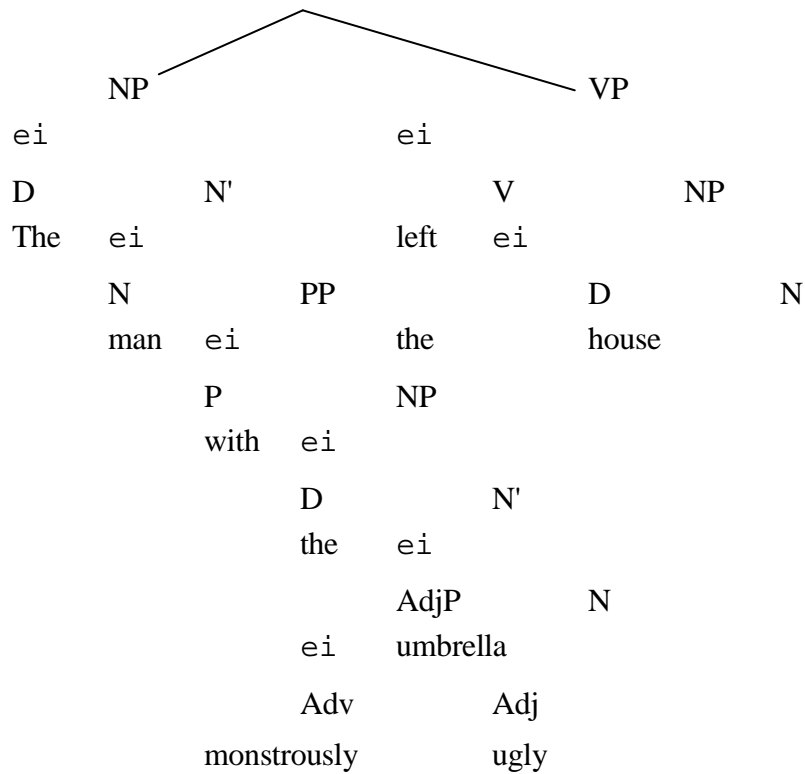 NP VP
ei ei
D N' V NP
The ei left ei
N PP D N
man ei the house
P NP
with ei
D N'
the ei
AdjP N
ei umbrella
Adv Adj
monstrously ugly